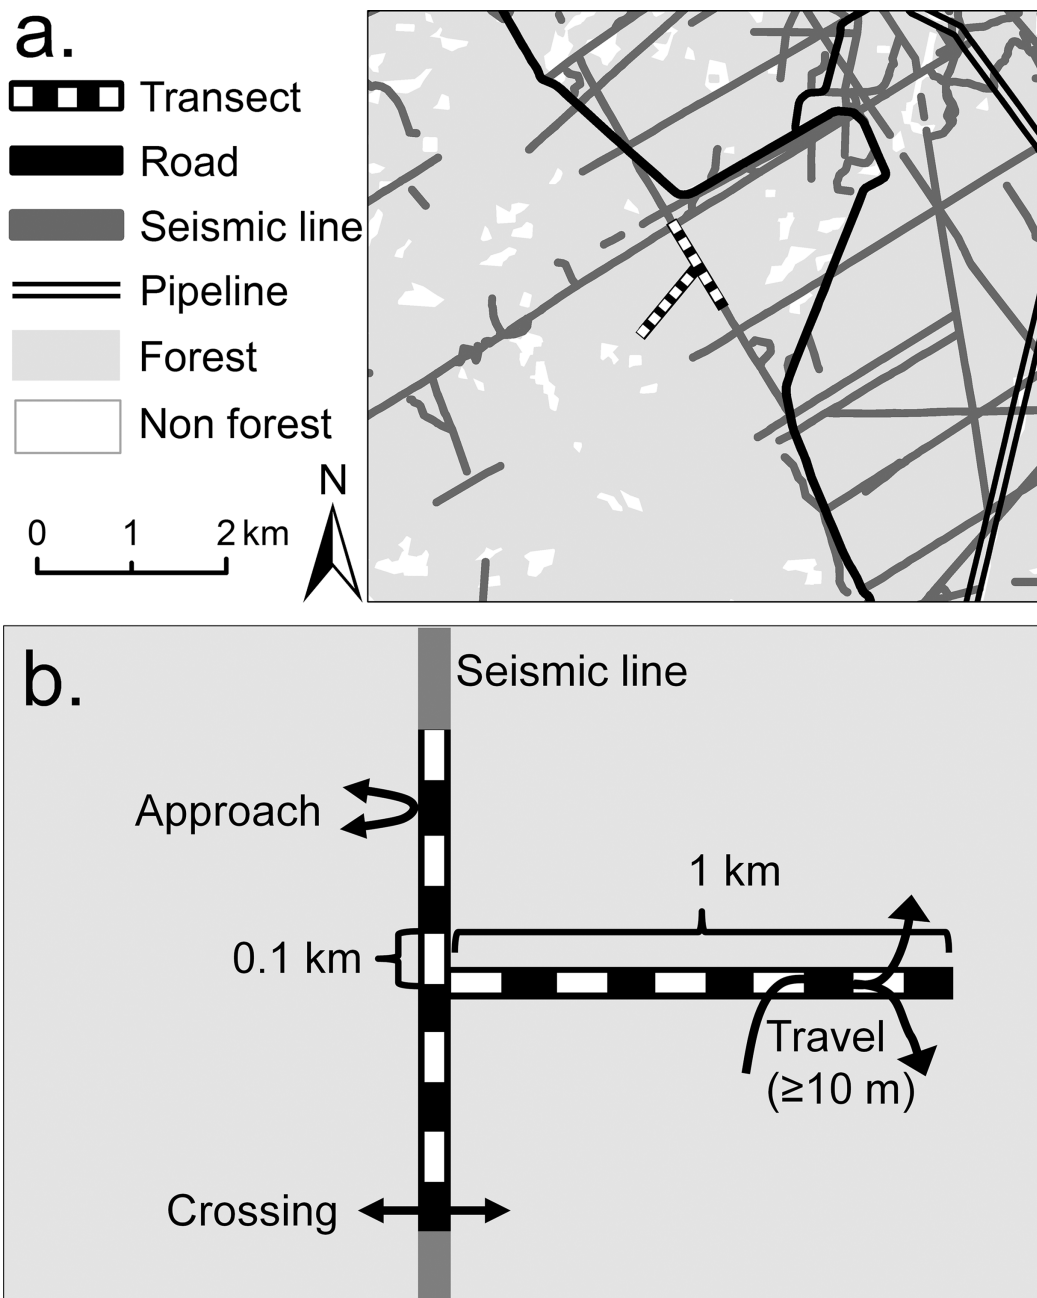 a.
Transect
Road
Seismic line
Pipeline
Forest
Non forest
N
0 1 2 km
b.
Seismic line
Approach
1 km
0.1 km
Travel
(≥10 m)
Crossing